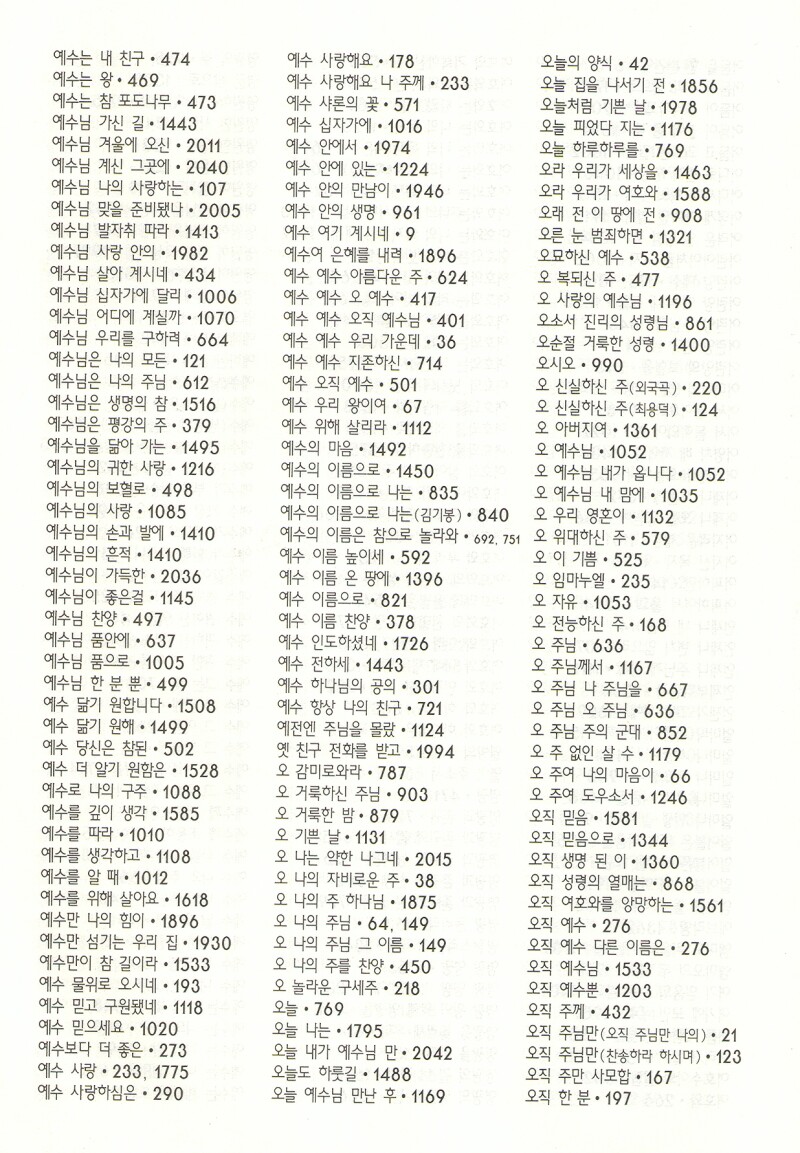 예수는 내 친구 • 474
예수는 왕 • 469
예수는 참 포도나무 • 473
예수님 가신 길 • 1443
예수님 겨울에 오신 • 2011
예수님 계신 그곳에 • 2040
예수님 나의 사랑하는 • 107
예수님 맞을 준비됐나 • 2005
예수님 발자취 따라 • 1413
예수님 사랑 안의 • 1982
예수님 살아 계시네 • 434
예수님 십자가에 달리 • 1006
예수님 어디에 계실까 • 1070
예수님 우리를 구하려 • 664
예수님은 나의 모든 • 121
예수님은 나의 주님 • 612
예수님은 생명의 참 • 1516
예수님은 평강의 주 • 379
예수님을 닮아 가는 • 1495
예수님의 귀한 사랑 • 1216
예수님의 보혈로 • 498
예수님의 사랑 • 1085
예수님의 손과 발에 • 1410
예수님의 흔적 • 1410
예수님이 가득한 • 2036
예수님이 좋은걸 • 1145
예수님 찬양 • 497
예수님 품안에 • 637
예수님 품으로 • 1005
예수님 한 분 뿐 • 499
예수 닮기 원합니다 • 1508
예수 닮기 원해 • 1499
예수 당신은 참된 • 502
예수 더 알기 원함은 • 1528
예수로 나의 구주 • 1088
예수를 깊이 생각 • 1585
예수를 따라 • 1010
예수를 생각하고 • 1108
예수를 알 때 • 1012
예수를 위해 살아요 • 1618
예수만 나의 힘이 • 1896
예수만 섬기는 우리 집 • 1930
예수만이 참 길이라 • 1533
예수 물위로 오시네 • 193
예수 믿고 구원됐네 • 1118
예수 믿으세요 • 1020
예수보다 더 좋은 • 273
예수 사랑 • 233, 1775
예수 사랑하심은 • 290
예수 사랑해요 • 178
예수 사랑해요 나 주께 • 233
예수 샤론의 꽃 • 571
예수 십자가에 • 1016
예수 안에서 • 1974
예수 안에 있는 • 1224
예수 안의 만남이 • 1946
예수 안의 생명 • 961
예수 여기 계시네 • 9
예수여 은혜를 내려 • 1896
예수 예수 아름다운 주 • 624
예수 예수 오 예수 • 417
예수 예수 오직 예수님 • 401
예수 예수 우리 가운데 • 36
예수 예수 지존하신 • 714
예수 오직 예수 • 501
예수 우리 왕이여 • 67
예수 위해 살리라 • 1112
예수의 마음 • 1492
예수의 이름으로 • 1450
예수의 이름으로 나는 • 835
예수의 이름으로 나는(김기봉) • 840
예수의 이름은 참으로 놀라와 • 692, 751
예수 이름 높이세 • 592
예수 이름 온 땅에 • 1396
예수 이름으로 • 821
예수 이름 찬양 • 378
예수 인도하셨네 • 1726
예수 전하세 • 1443
예수 하나님의 공의 • 301
예수 향상 나의 친구 • 721
예전엔 주님을 몰랐 • 1124
옛 친구 전화를 받고 • 1994
오 감미로와라 • 787
오 거룩하신 주님 • 903
오 거룩한 밤 • 879
오 기쁜 날 • 1131
오 나는 약한 나그네 • 2015
오 나의 자비로운 주 • 38
오 나의 주 하나님 • 1875
오 나의 주님 • 64, 149
오 나의 주님 그 이름 • 149
오 나의 주를 찬양 • 450
오 놀라운 구세주 • 218
오늘 • 769
오늘 나는 • 1795
오늘 내가 예수님 만 • 2042
오늘도 하룻길 • 1488
오늘 예수님 만난 후 • 1169
오늘의 양식 • 42
오늘 집을 나서기 전 • 1856
오늘처럼 기쁜 날 • 1978
오늘 피었다 지는 • 1176
오늘 하루하루를 • 769
오라 우리가 세상을 • 1463
오라 우리가 여호와 • 1588
오래 전 이 땅에 전 • 908
오른 눈 범죄하면 • 1321
오묘하신 예수 • 538
오 복되신 주 • 477
오 사랑의 예수님 • 1196
오소서 진리의 성령님 • 861
오순절 거룩한 성령 • 1400
오시오 • 990
오 신실하신 주(외국곡) • 220
오 신실하신 주(최용덕) • 124
오 아버지여 • 1361
오 예수님 • 1052
오 예수님 내가 옵니다 • 1052
오 예수님 내 맘에 • 1035
오 우리 영혼이 • 1132
오 위대하신 주 • 579
오 이 기쁨 • 525
오 임마누엘 • 235
오 자유 • 1053
오 전능하신 주 • 168
오 주님 • 636
오 주님께서 • 1167
오 주님 나 주님을 • 667
오 주님 오 주님 • 636
오 주님 주의 군대 • 852
오 주 없인 살 수 • 1179
오 주여 나의 마음이 • 66
오 주여 도우소서 • 1246
오직 믿음 • 1581
오직 믿음으로 • 1344
오직 생명 된 이 • 1360
오직 성령의 열매는 • 868
오직 여호와를 앙망하는 • 1561
오직 예수 • 276
오직 예수 다른 이름은 • 276
오직 예수님 • 1533
오직 예수뿐 • 1203
오직 주께 • 432
오직 주님만(오직 주님만 나의) • 21
오직 주님만(찬송하라 하시며) • 123
오직 주만 사모합 • 167
오직 한 분 • 197